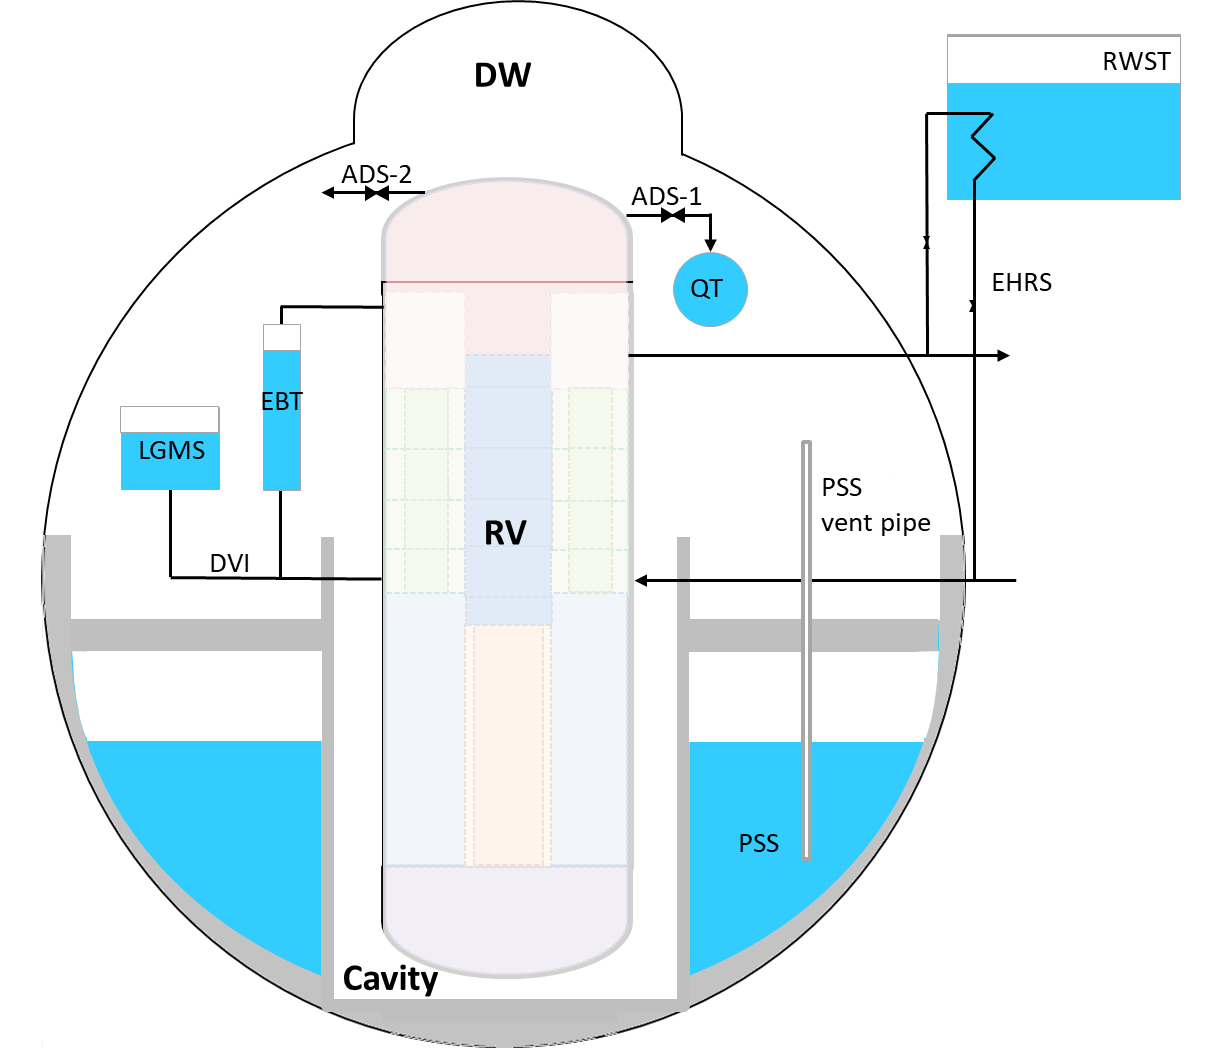 DW
RWST
ADS-2
ADS-1
QT
EHRS
EBT
LGMS
PSS
vent pipe
RV
DVI
PSS
Cavity